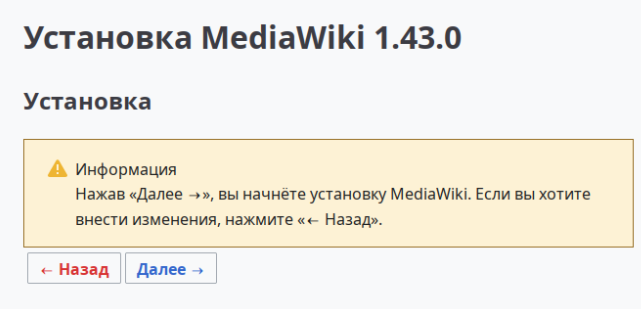 Установка MediaWiki 1.43.0
Установка
Информация
Нажав «Далее →», вы начнёте установку MediaWiki. Если вы хотите
внести изменения, нажмите «← Назад».
← Назад Далее →